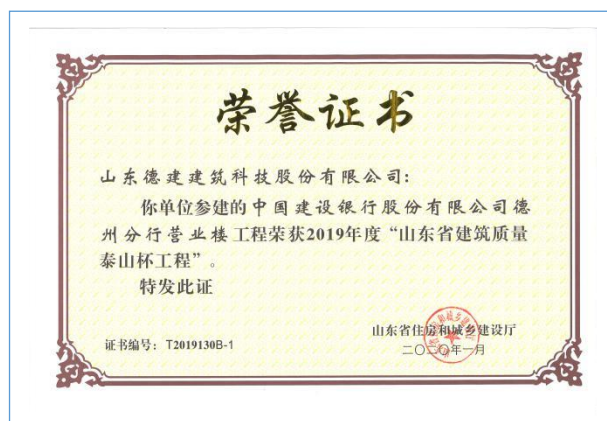 荣誉证书
山东德建建筑科技股份有限公司：
你单位参建的中国建设银行股份有限公司德
州分行营业楼工程荣获2019年度“山东省建筑质量
泰山杯工程”。
特发此证
山东省住房和城乡建设厅
证书编号：T2019130B-1
二〇二〇年一月